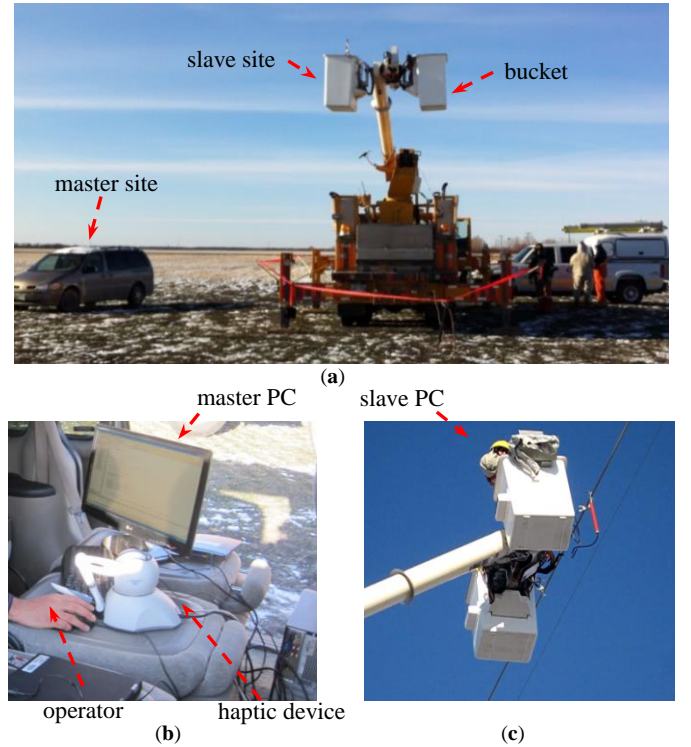 slave site
bucket
master site
(a)
master PC
slave PC
operator
haptic device
(b)
(c)